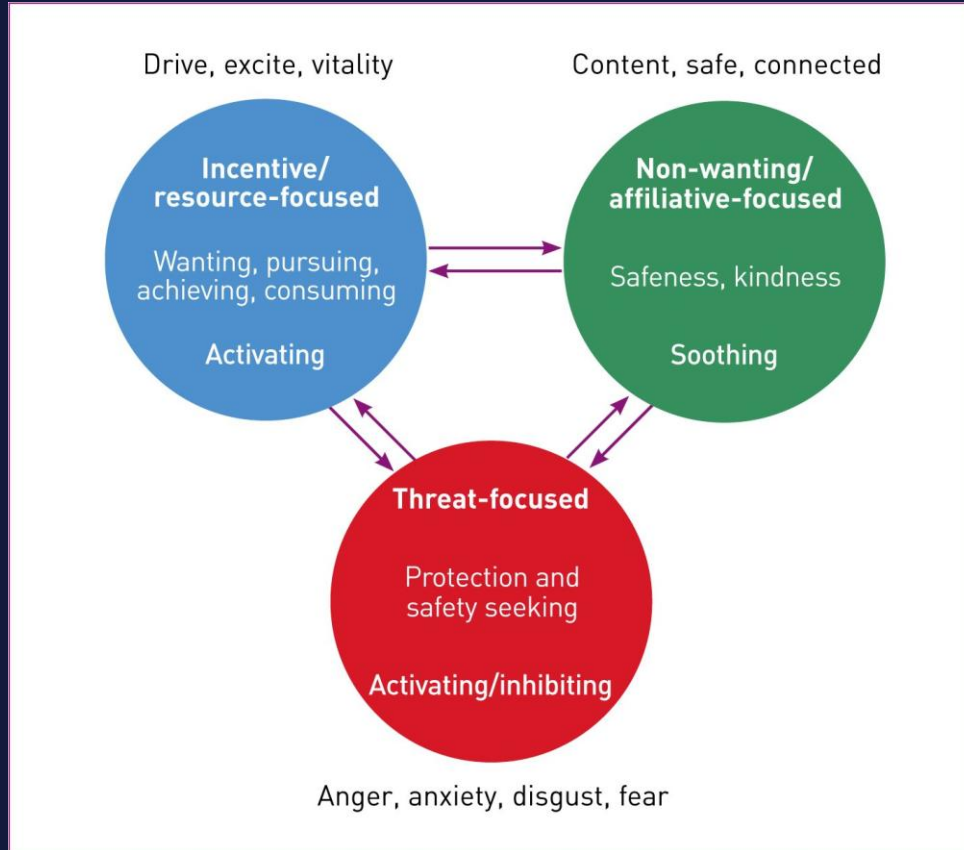 Drive, excite, vitality
Incentive/
resource-focused
Wanting, pursuing,
achieving, consuming
Activating
Content, safe, connected
Non-wanting/
affiliative-focused
Safeness, kindness
Soothing
Threat-focused
Protection and
safety seeking
Activating/inhibiting
Anger, anxiety, disgust, fear